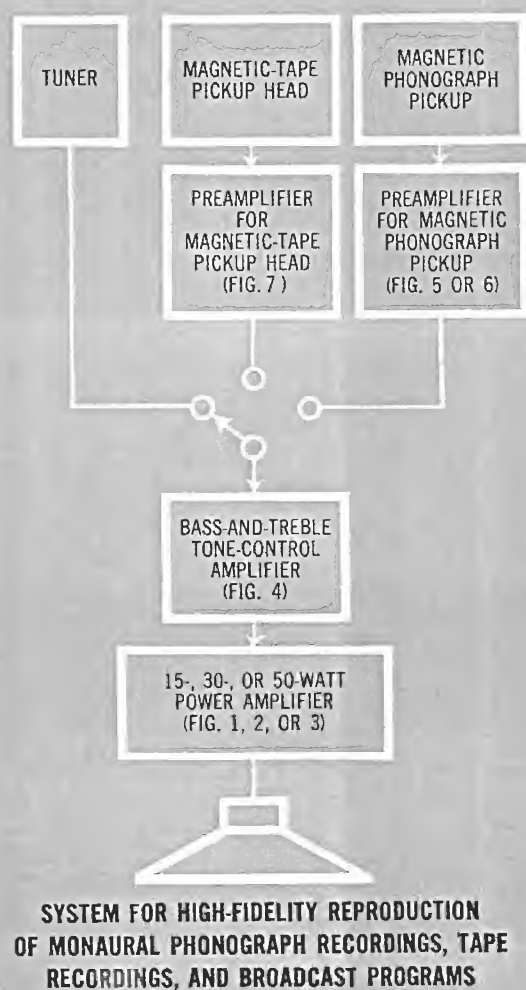 TUNER
MAGNETIC-TAPE
PICKUP HEAD
MAGNETIC
PHONOGRAPH
PICKUP
PREAMPLIFIER
FOR
MAGNETIC-TAPE
PICKUP HEAD
(FIG. 7)
PREAMPLIFIER
FOR MAGNETIC
PHONOGRAPH
PICKUP
(FIG. 5 OR 6)
BASS-AND-TREBLE
TONE-CONTROL
AMPLIFIER
(FIG. 4)
15-, 30-, OR 50-WATT
POWER AMPLIFIER
(FIG. 1, 2, OR 3)
SYSTEM FOR HIGH-FIDELITY REPRODUCTION
OF MONAURAL PHONOGRAPH RECORDINGS, TAPE
RECORDINGS, AND BROADCAST PROGRAMS